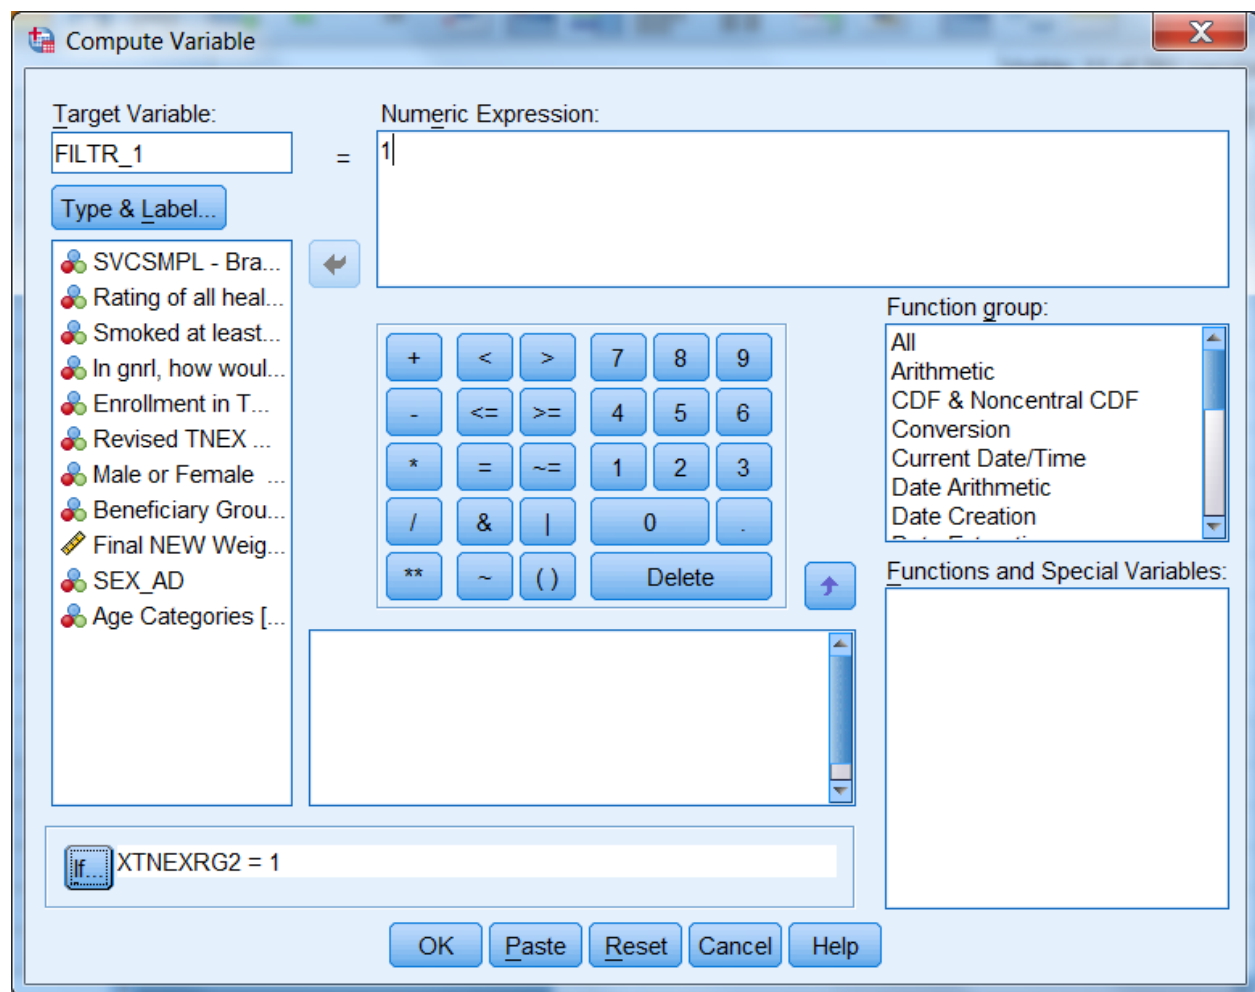 Compute Variable
X
Target Variable:
FILTR_1
=
Numeric Expression:
1
Type & Label...
SVCSMPL - Bra...
Rating of all heal...
Smoked at least...
In gnrl, how woul...
Enrollment in T...
Revised TNEX ...
Male or Female ...
Beneficiary Grou...
Final NEW Weig...
SEX_AD
Age Categories [...
+ < > 7 8 9
- <= >= 4 5 6
* = ~= 1 2 3
/ & | 0 .
** ~ ( ) Delete
Function group:
All
Arithmetic
CDF & Noncentral CDF
Conversion
Current Date/Time
Date Arithmetic
Date Creation
Functions and Special Variables:
If... XTNEXRG2 = 1
OK Paste Reset Cancel Help